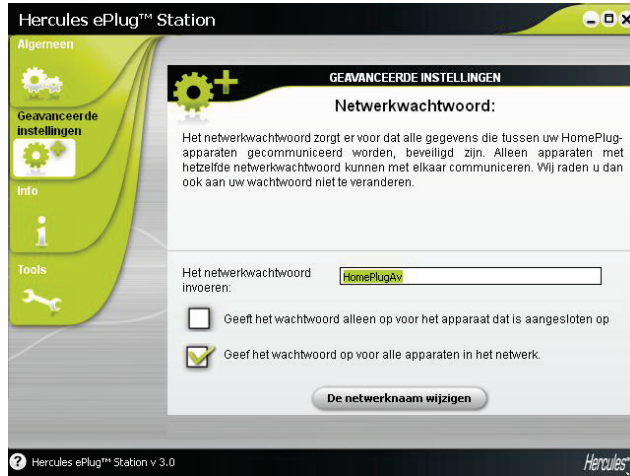 Hercules ePlug™ Station
Algemeen
Geavanceerde
instellingen
Info
Tools
GEAVANCEERDE INSTELLINGEN
Netwerkwachtwoord:
Het netwerkwachtwoord zorgt er voor dat alle gegevens die tussen uw HomePlug-
apparaten gecommuniceerd worden, beveiligd zijn. Alleen apparaten met
hetzelfde netwerkwachtwoord kunnen met elkaar communiceren. Wij raden u dan
ook aan uw wachtwoord niet te veranderen.
Het netwerkwachtwoord
invoeren:
HomePlugAv
Geeft het wachtwoord alleen op voor het apparaat dat is aangesloten op
Geef het wachtwoord op voor alle apparaten in het netwerk.
De netwerknaam wijzigen
? Hercules ePlug™ Station v 3.0
Hercules